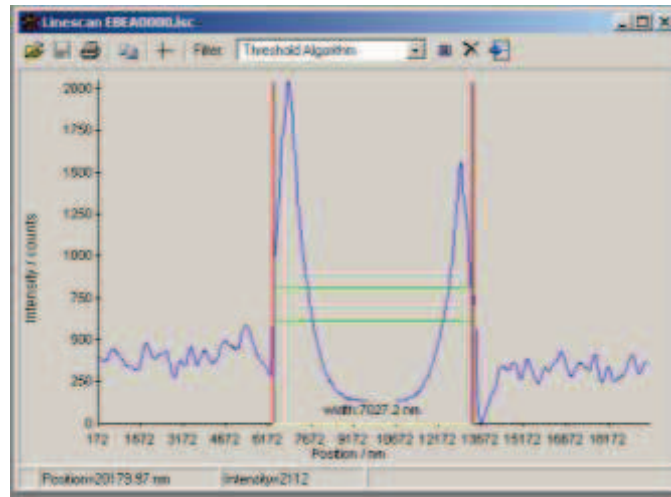 Linescan EBEA0000.lsc
Filter: Threshold Algorithm
Intensity / counts
2000
1750
1500
1250
1000
750
500
250
0
width:7027.2 nm
172 1672 3172 4672 6172 7672 9172 10672 12172 13672 15172 16672 18172
Position / nm
Position=20179.97 nm Intensity=2112